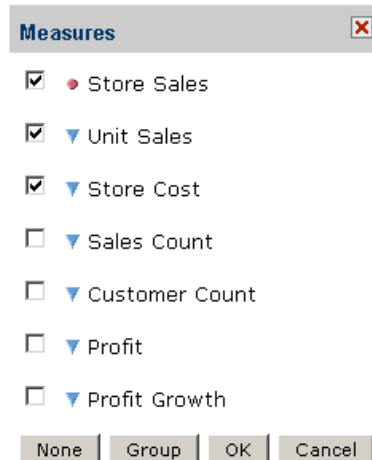 Measures
Store Sales
Unit Sales
Store Cost
Sales Count
Customer Count
Profit
Profit Growth
None Group OK Cancel